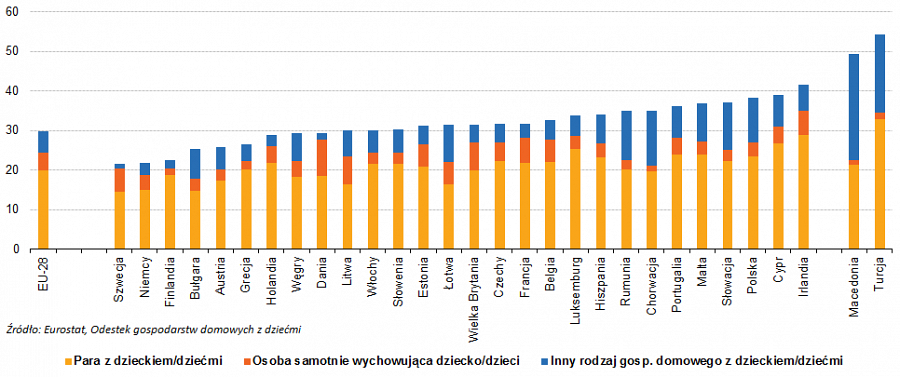 60
50
40
30
20
10
0
EU-28
Szwecja
Niemcy
Finlandia
Bułgara
Austria
Grecja
Holandia
Węgry
Dania
Litwa
Włochy
Słowenia
Estonia
Łotwa
Wielka Brytania
Czechy
Francja
Belgia
Luksemburg
Hiszpania
Rumunia
Chorwacja
Portugalia
Malta
Słowacja
Polska
Cypr
Irlandia
Macedonia
Turcja
Źródło: Eurostat, Odestek gospodarstw domowych z dziećmi
Para z dzieckiem/dziećmi Osoba samotnie wychowująca dziecko/dzieci Inny rodzaj gosp. domowego z dzieckiem/dziećmi